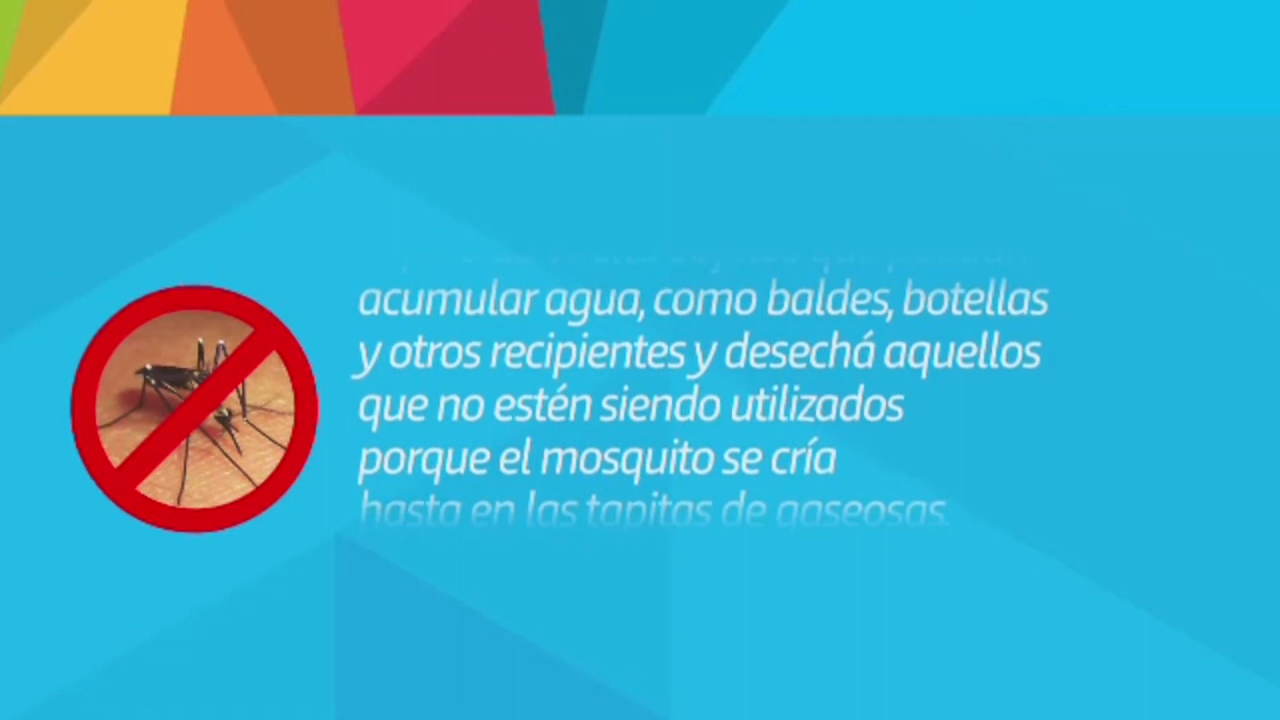 acumular agua, como baldes, botellas
y otros recipientes y desechá aquellos
que no estén siendo utilizados
porque el mosquito se cría
hasta en las tapitas de gaseosas.